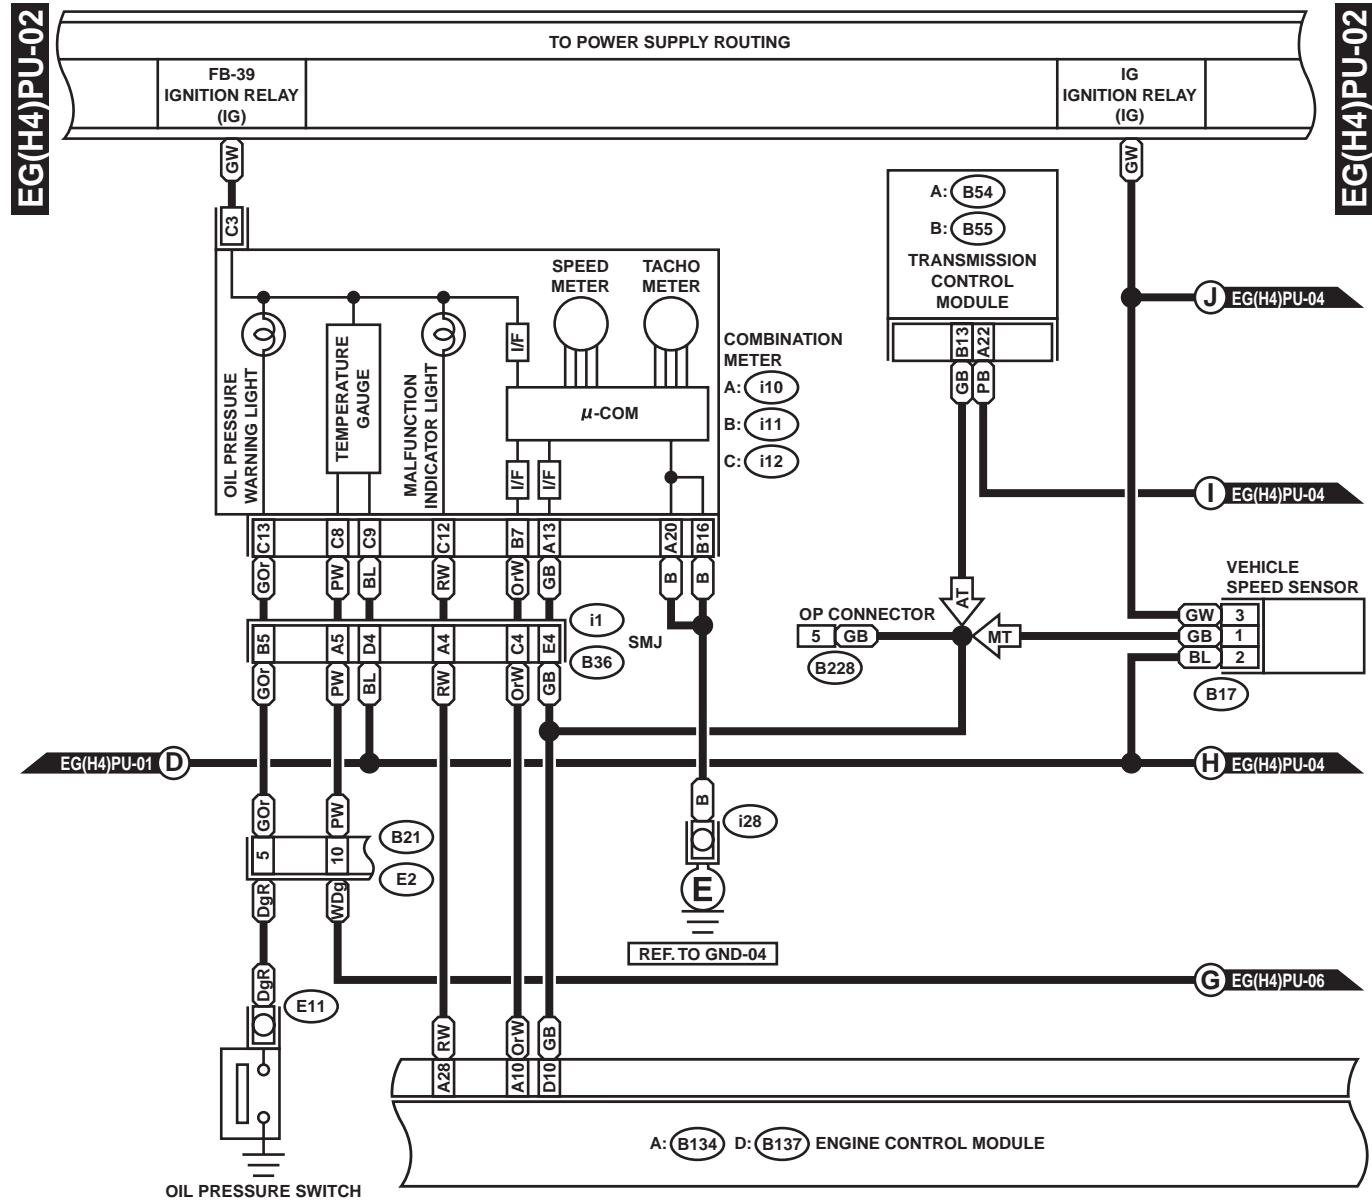 EG(H4)PU-02
EG(H4)PU-02
TO POWER SUPPLY ROUTING
FB-39
IGNITION RELAY
(IG)
IG
IGNITION RELAY
(IG)
GW
GW
C3
A: B54
B: B55
TRANSMISSION
CONTROL
MODULE
B13
A22
GB
PB
SPEED
METER
TACHO
METER
OIL PRESSURE
WARNING LIGHT
TEMPERATURE
GAUGE
MALFUNCTION
INDICATOR LIGHT
I/F
μ-COM
I/F
I/F
COMBINATION
METER
A: i10
B: i11
C: i12
J EG(H4)PU-04
I EG(H4)PU-04
C13
C8
C9
C12
B7
A13
A20
B16
GOr
PW
BL
RW
OrW
GB
B
B
B5
A5
D4
A4
C4
E4
i1
SMJ
B36
GOr
PW
BL
RW
OrW
GB
AT
MT
OP CONNECTOR
5 GB
B228
VEHICLE
SPEED SENSOR
GW 3
GB 1
BL 2
B17
EG(H4)PU-01 D
H EG(H4)PU-04
GOr
PW
5
10
B21
E2
DgR
WDg
B
i28
E
REF. TO GND-04
G EG(H4)PU-06
DgR
E11
RW
OrW
GB
A28
A10
D10
A: B134 D: B137 ENGINE CONTROL MODULE
OIL PRESSURE SWITCH